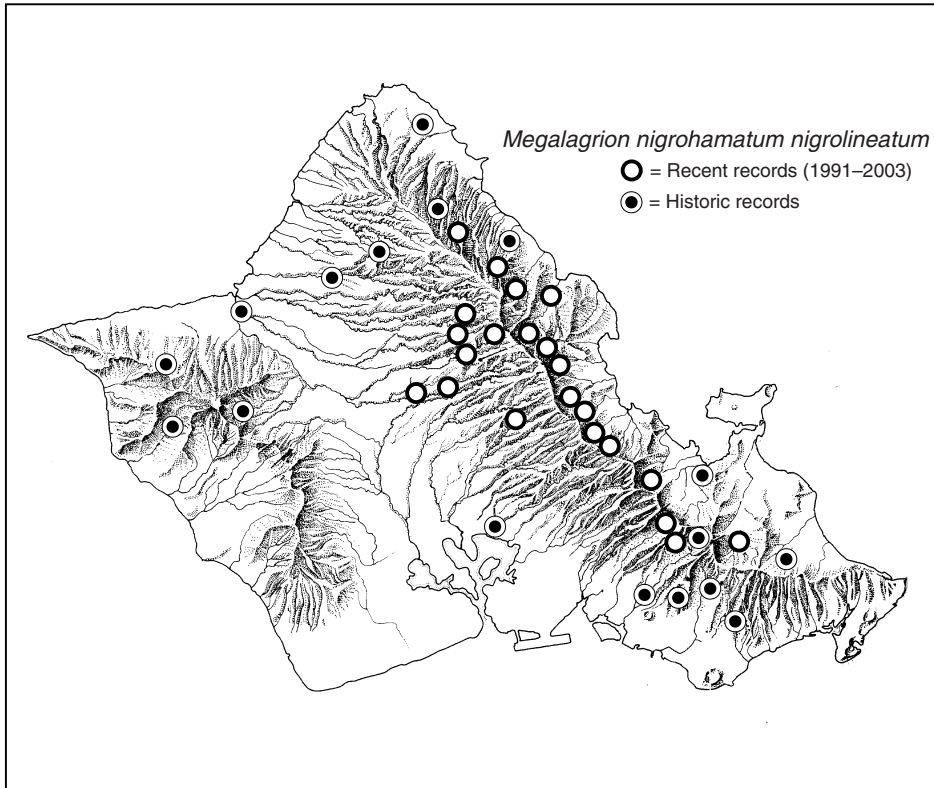 Megalagrion nigrohamatum nigrolineatum
= Recent records (1991–2003)
= Historic records